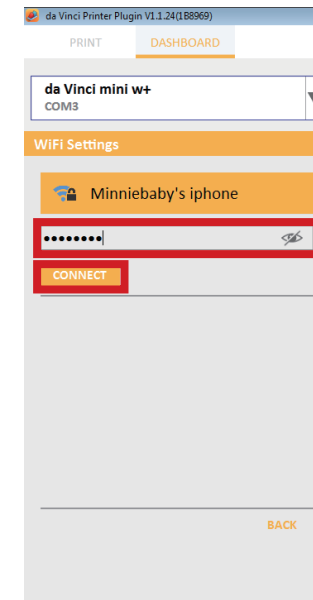 da Vinci Printer Plugin V1.1.24(1B8969)
PRINT DASHBOARD
da Vinci mini w+
COM3
WiFi Settings
Minniebaby's iphone
••••••••
CONNECT
BACK